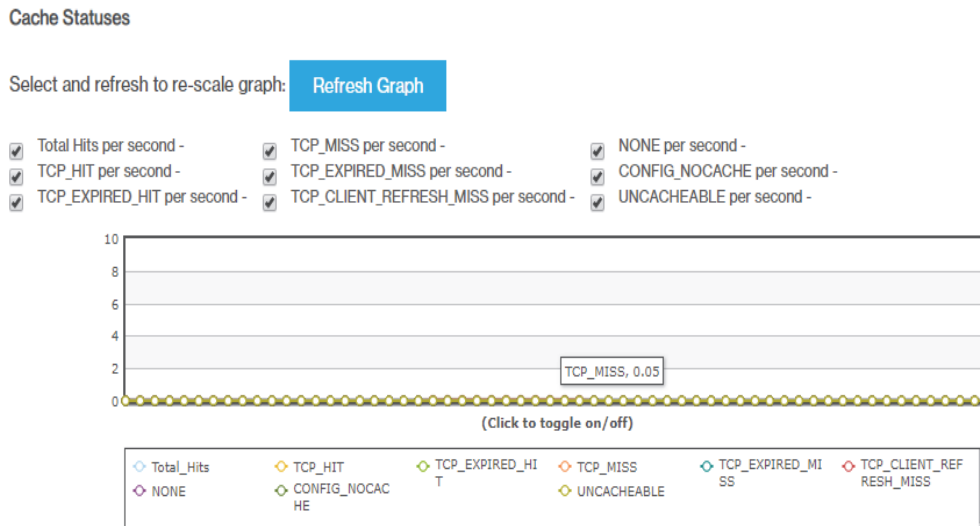 Cache Statuses
Select and refresh to re-scale graph: Refresh Graph
Total Hits per second - TCP_MISS per second - NONE per second -
TCP_HIT per second - TCP_EXPIRED_MISS per second - CONFIG_NOCACHE per second -
TCP_EXPIRED_HIT per second - TCP_CLIENT_REFRESH_MISS per second - UNCACHEABLE per second -
10
8
6
4
2
TCP_MISS, 0.05
0
(Click to toggle on/off)
Total_Hits TCP_HIT TCP_EXPIRED_HI TCP_MISS TCP_EXPIRED_MI TCP_CLIENT_REF
T SS RESH_MISS
NONE CONFIG_NOCAC UNCACHEABLE
HE